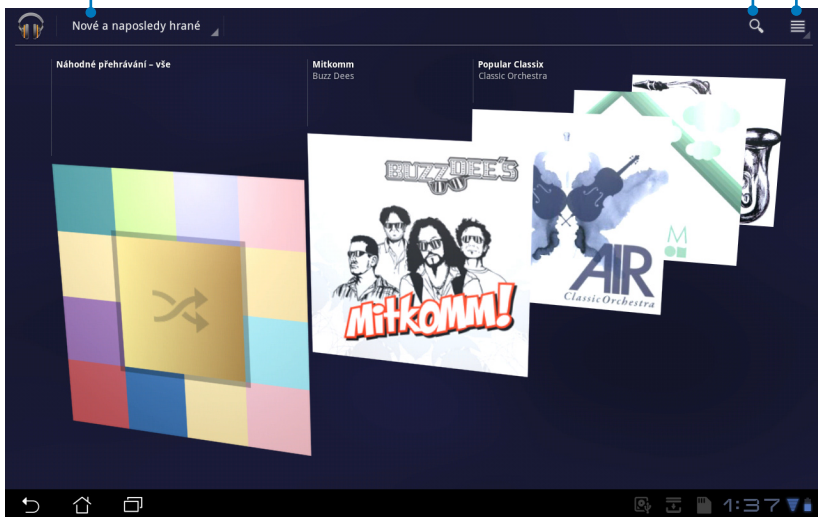 Nové a naposledy hrané
Náhodné přehrávání – vše
Mitkomm
Buzz Dees
Popular Classix
Classic Orchestra
BUZZ DEE'S
MitKOMM!
AIR
ClassicOrchestra
M
1:37